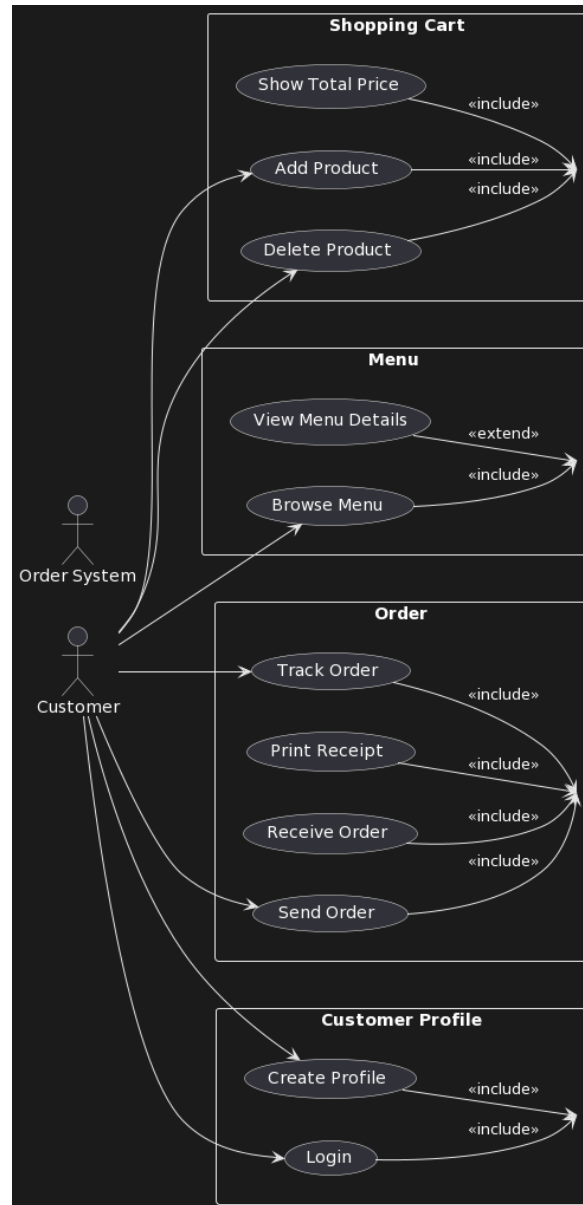 Shopping Cart
Show Total Price
«include»
Add Product
«include»
«include»
Delete Product
Menu
View Menu Details
«extend»
«include»
Browse Menu
Order System
Order
Track Order
«include»
Customer
Print Receipt
«include»
Receive Order
«include»
«include»
Send Order
Customer Profile
Create Profile
«include»
«include»
Login